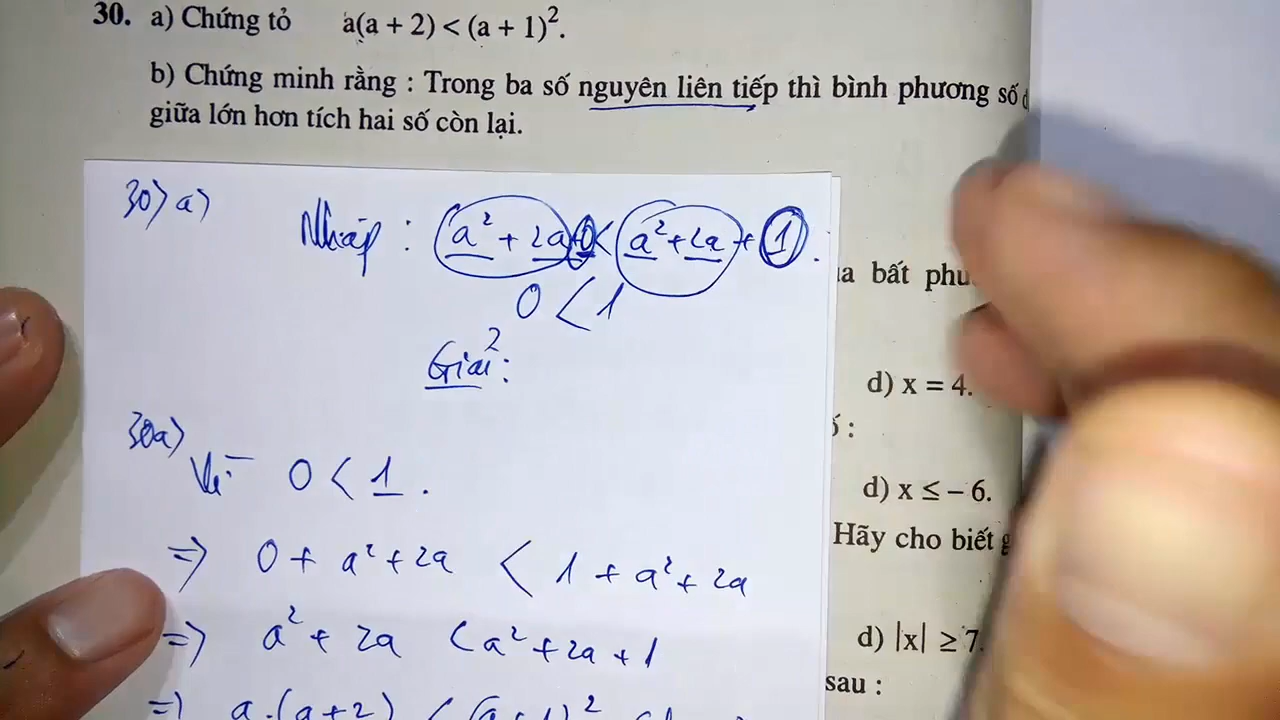 30. a) Chứng tỏ a(a + 2) < (a + 1)².
b) Chứng minh rằng : Trong ba số nguyên liên tiếp thì bình phương số
giữa lớn hơn tích hai số còn lại.
30) a)
Nháp : a² + 2a + 0 < a² + 2a + 1
0 < 1
Giải :
30a)
Vì 0 < 1 .
=> 0 + a² + 2a < 1 + a² + 2a
=> a² + 2a < a² + 2a + 1
=> a.(a+2) < (a+1)²
bất
d) x = 4.
:
d) x ≤ – 6.
Hãy cho biết
d) |x| ≥ 7.
sau :